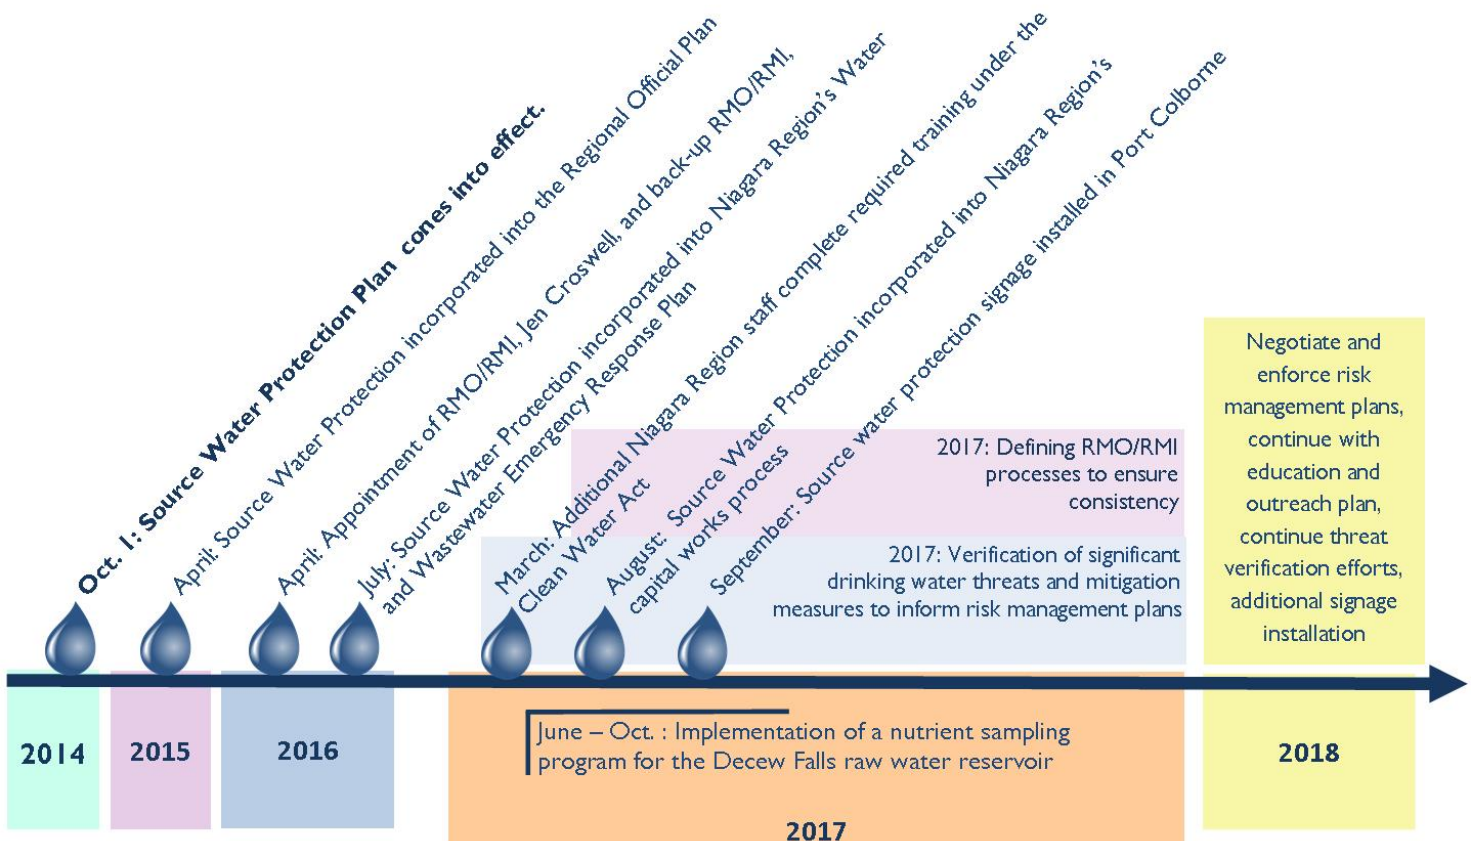 Oct. 1: Source Water Protection Plan cones into effect.
April: Source Water Protection incorporated into the Regional Official Plan
April: Appointment of RMO/RMI, Jen Croswell, and back-up RMO/RMI,
July: Source Water Protection incorporated into Niagara Region's Water
and Wastewater Emergency Response Plan
March: Additional Niagara Region staff complete required training under the
Clean Water Act
August: Source Water Protection incorporated into Niagara Region's
capital works process
September: Source water protection signage installed in Port Colborne
2017: Defining RMO/RMI
processes to ensure
consistency
2017: Verification of significant
drinking water threats and mitigation
measures to inform risk management plans
Negotiate and
enforce risk
management plans,
continue with
education and
outreach plan,
continue threat
verification efforts,
additional signage
installation
2014
2015
2016
June – Oct. : Implementation of a nutrient sampling
program for the Decew Falls raw water reservoir
2017
2018